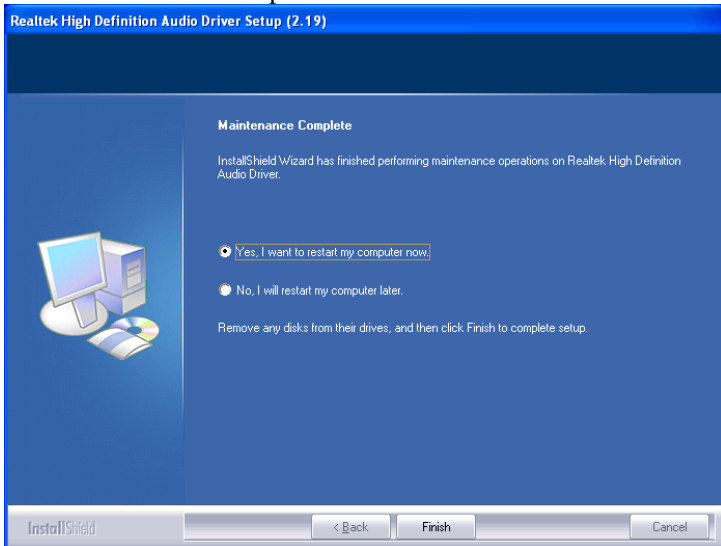 Realtek High Definition Audio Driver Setup (2.19)
Maintenance Complete
InstallShield Wizard has finished performing maintenance operations on Realtek High Definition
Audio Driver.
Yes, I want to restart my computer now.
No, I will restart my computer later.
Remove any disks from their drives, and then click Finish to complete setup.
InstallShield
< Back
Finish
Cancel